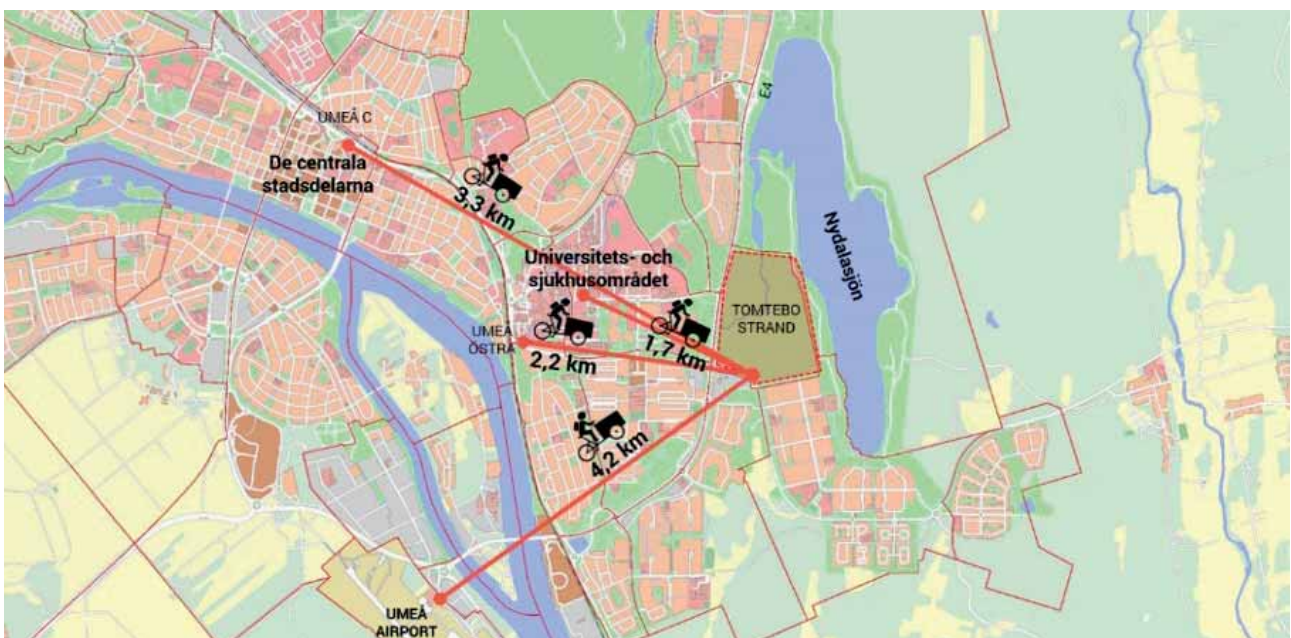 E4
UMEÅ C
De centrala
stadsdelarna
3,3 km
Nydalasjön
Universitets- och
sjukhusområdet
TOMTEBO
STRAND
UMEÅ
ÖSTRA
1,7 km
2,2 km
4,2 km
UMEÅ
AIRPORT